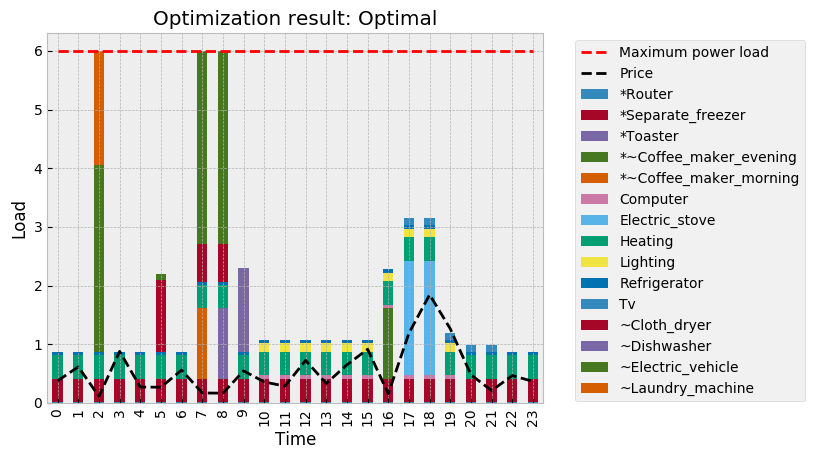 Optimization result: Optimal
6
5
4
3
2
1
0
Load
0 1 2 3 4 5 6 7 8 9 10 11 12 13 14 15 16 17 18 19 20 21 22 23
Time
Maximum power load
Price
*Router
*Separate_freezer
*Toaster
*~Coffee_maker_evening
*~Coffee_maker_morning
Computer
Electric_stove
Heating
Lighting
Refrigerator
Tv
~Cloth_dryer
~Dishwasher
~Electric_vehicle
~Laundry_machine